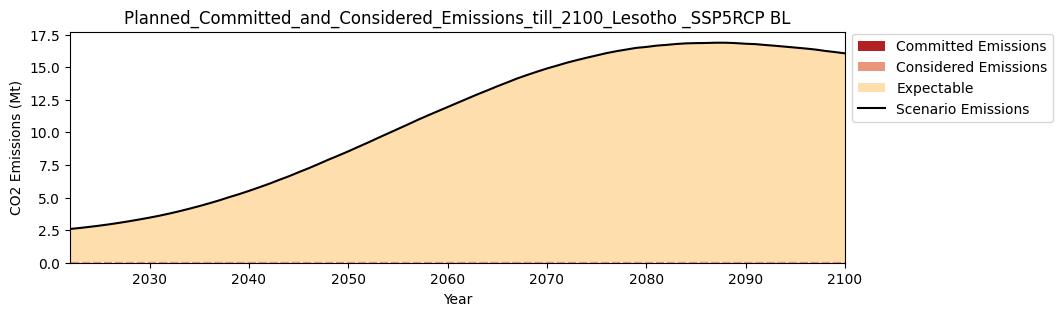 Planned_Committed_and_Considered_Emissions_till_2100_Lesotho _SSP5RCP BL
17.5
15.0
12.5
10.0
7.5
5.0
2.5
0.0
CO2 Emissions (Mt)
2030 2040 2050 2060 2070 2080 2090 2100
Year
Committed Emissions
Considered Emissions
Expectable
Scenario Emissions